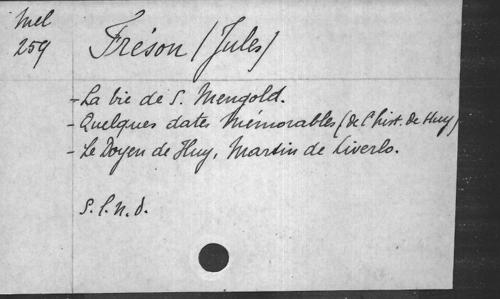 Mel
259
Fréson (Jules)
- La vie de S. Mengold.
- Quelques dates mémorables (de l'hist. de Huy)
- Le Doyen de Huy, Martin de Liverlo.
s.l.n.d.